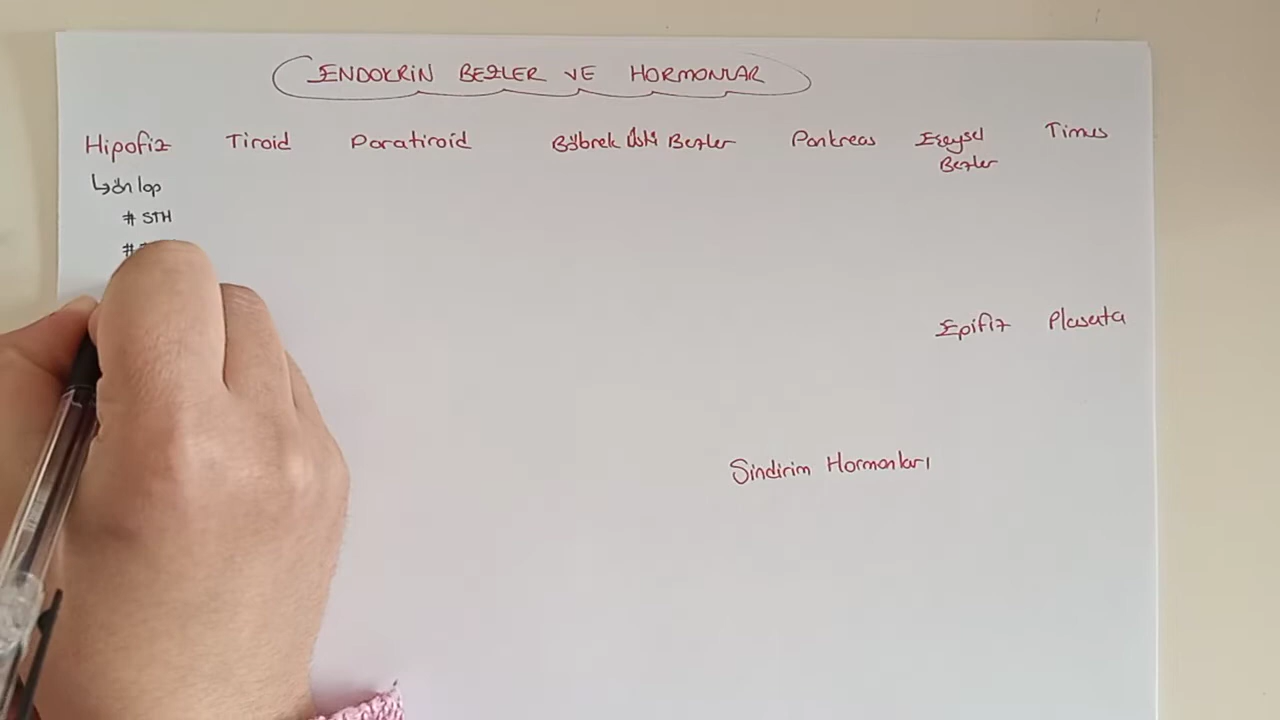 ENDOKRİN BEZLER VE HORMONLAR
Hipofiz Tiroid Paratiroid Böbrek Üstü Bezler Pankreas Eşeysel Bezler Timus
↳ön lop
# STH
#
Epifiz Plasenta
Sindirim Hormonları